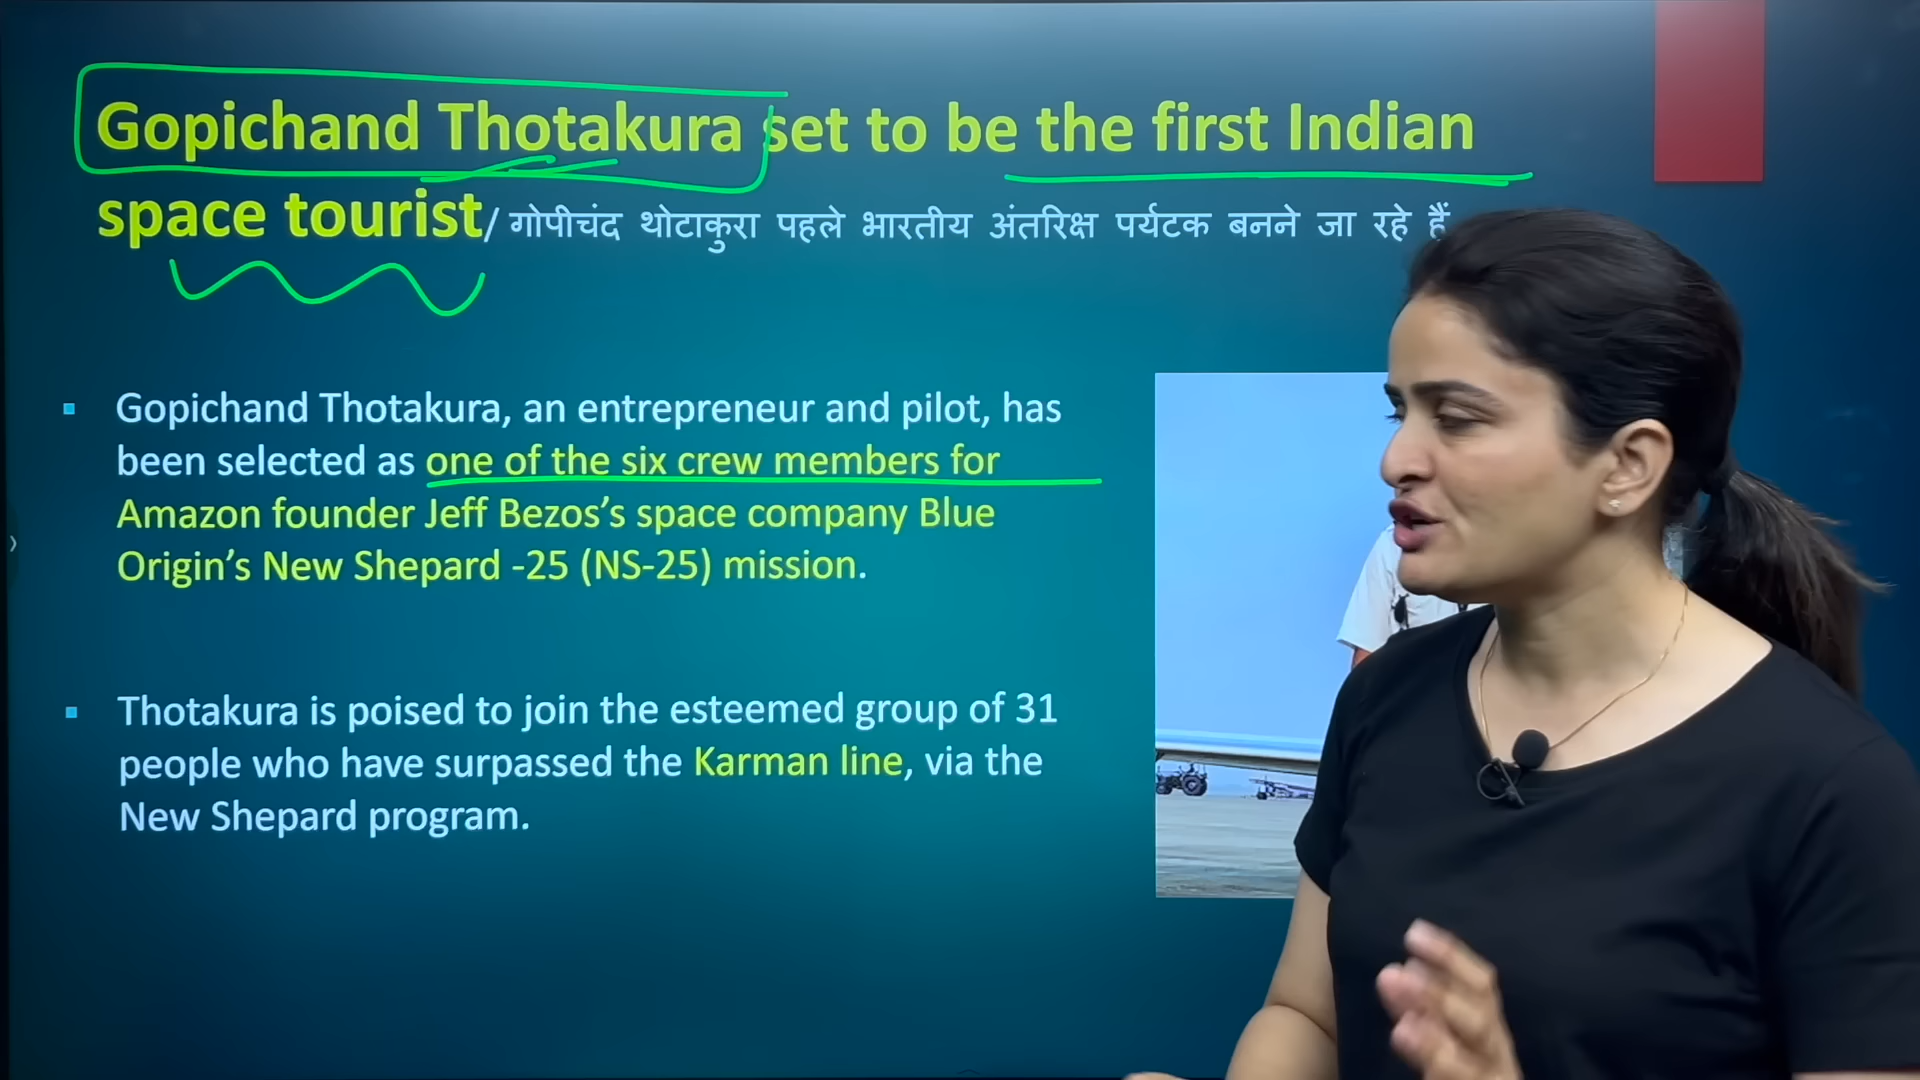 Gopichand Thotakura set to be the first Indian
space tourist/ गोपीचंद थोटाकुरा पहले भारतीय अंतरिक्ष पर्यटक बनने जा रहे हैं
Gopichand Thotakura, an entrepreneur and pilot, has
been selected as one of the six crew members for
Amazon founder Jeff Bezos’s space company Blue
Origin’s New Shepard -25 (NS-25) mission.
Thotakura is poised to join the esteemed group of 31
people who have surpassed the Karman line, via the
New Shepard program.